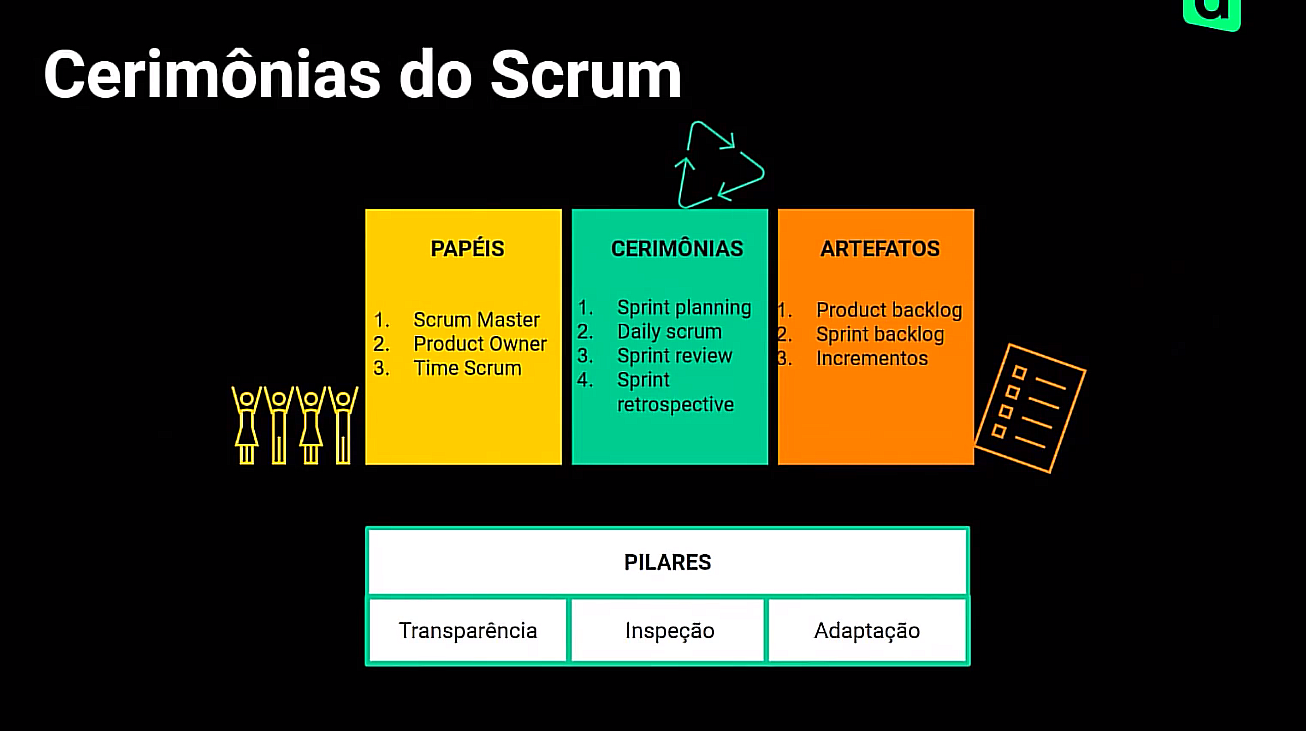 Cerimônias do Scrum
PAPÉIS
1. Scrum Master
2. Product Owner
3. Time Scrum
CERIMÔNIAS
1. Sprint planning
2. Daily scrum
3. Sprint review
4. Sprint
retrospective
ARTEFATOS
1. Product backlog
2. Sprint backlog
3. Incrementos
PILARES
Transparência
Inspeção
Adaptação